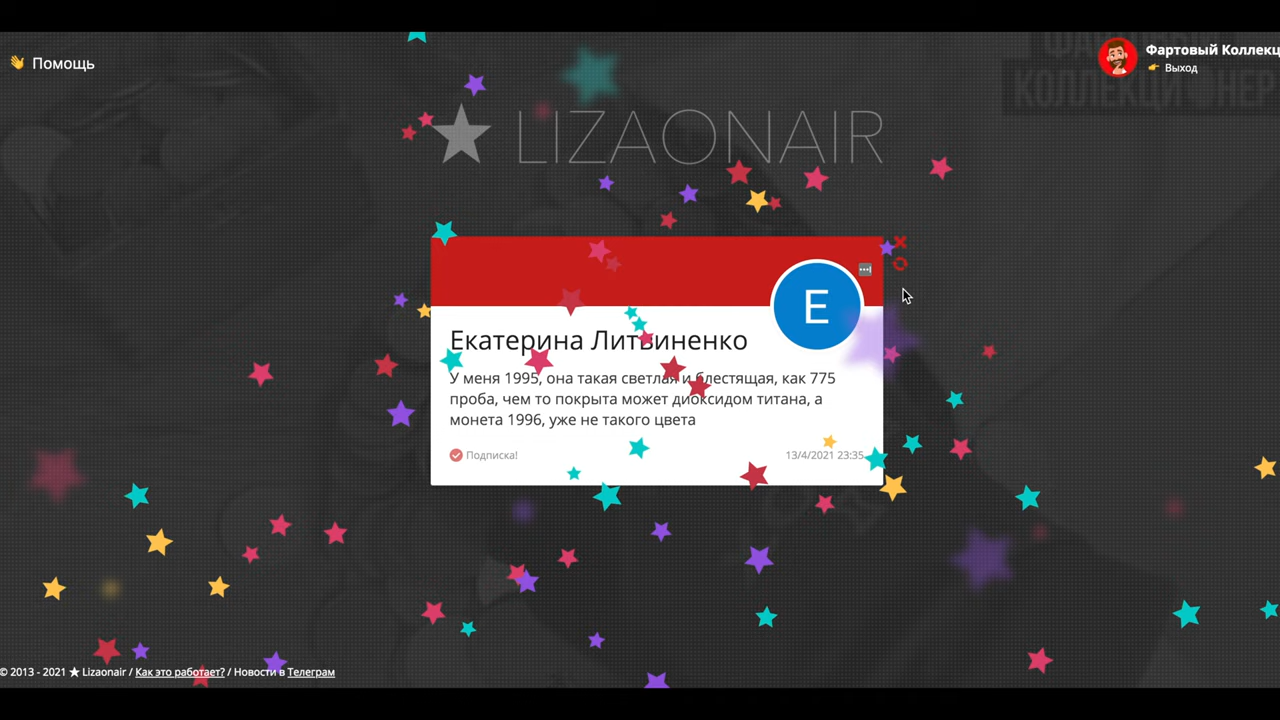 👋 Помощь
Фартовый Коллекц
👉 Выход
ФАРТОВЫЙ
КОЛЛЕКЦИОНЕР
★ LIZAONAIR
E
Екатерина Литвиненко
У меня 1995, она такая светлая и блестящая, как 775
проба, чем то покрыта может диоксидом титана, а
монета 1996, уже не такого цвета
Подписка!
13/4/2021 23:35
© 2013 - 2021 ★ Lizaonair / Как это работает? / Новости в Телеграм